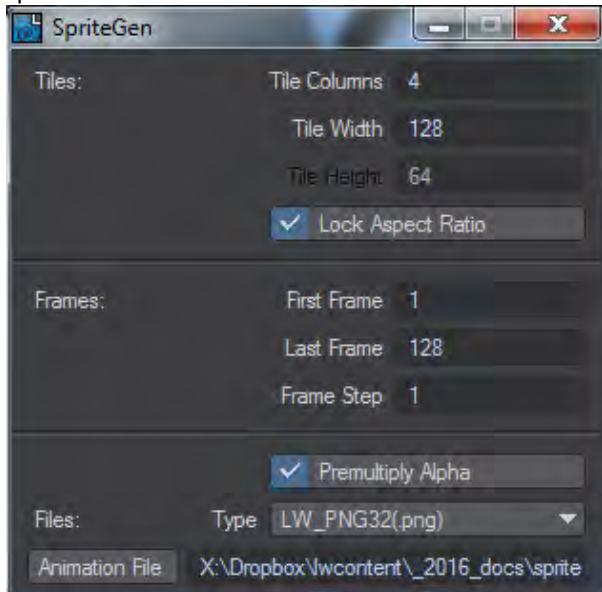 SpriteGen
Tiles: Tile Columns 4
Tile Width 128
Tile Height 64
Lock Aspect Ratio
Frames: First Frame 1
Last Frame 128
Frame Step 1
Premultiply Alpha
Files: Type LW_PNG32(.png)
Animation File X:\Dropbox\lwcontent\_2016_docs\sprite